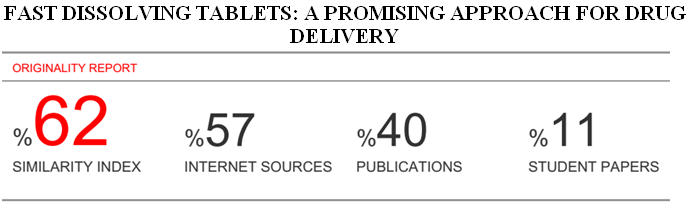 FAST DISSOLVING TABLETS: A PROMISING APPROACH FOR DRUG
DELIVERY
ORIGINALITY REPORT
%62 %57 %40 %11
SIMILARITY INDEX INTERNET SOURCES PUBLICATIONS STUDENT PAPERS